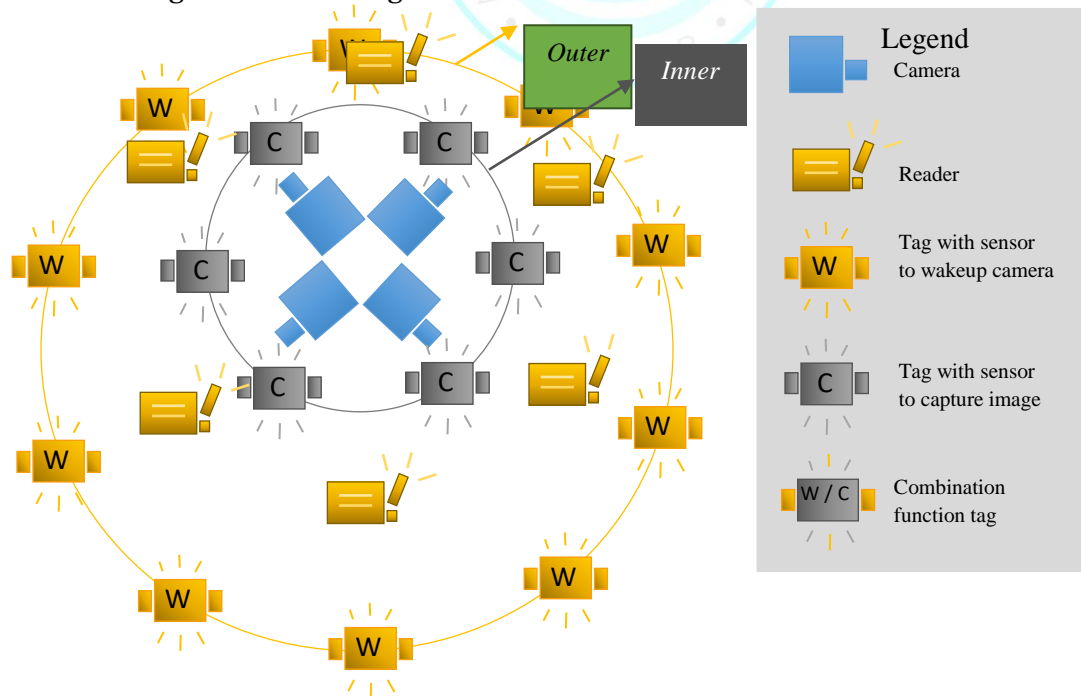 W
Outer
Inner
Legend
Camera
W
W
C
C
Reader
W
W
C
C
Tag with sensor
to wakeup camera
W
C
C
Tag with sensor
to capture image
C
W
W
W / C
Combination
function tag
W
W
W